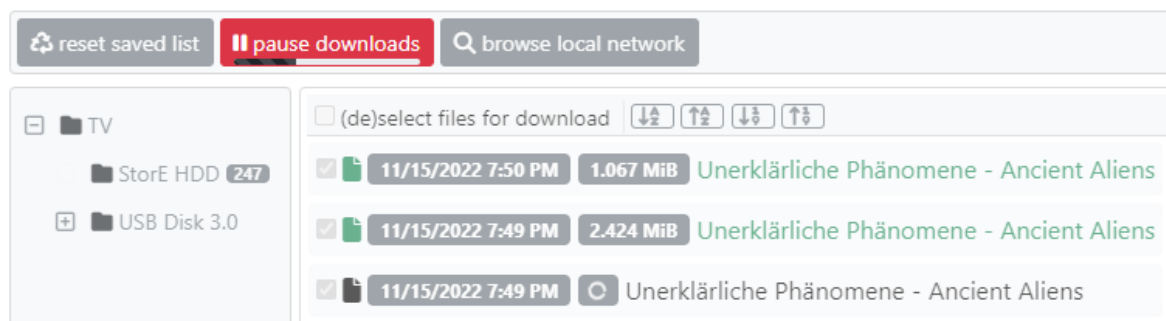 reset saved list pause downloads browse local network
TV
StorE HDD 247
USB Disk 3.0
(de)select files for download
11/15/2022 7:50 PM 1.067 MiB Unerklärliche Phänomene - Ancient Aliens
11/15/2022 7:49 PM 2.424 MiB Unerklärliche Phänomene - Ancient Aliens
11/15/2022 7:49 PM Unerklärliche Phänomene - Ancient Aliens